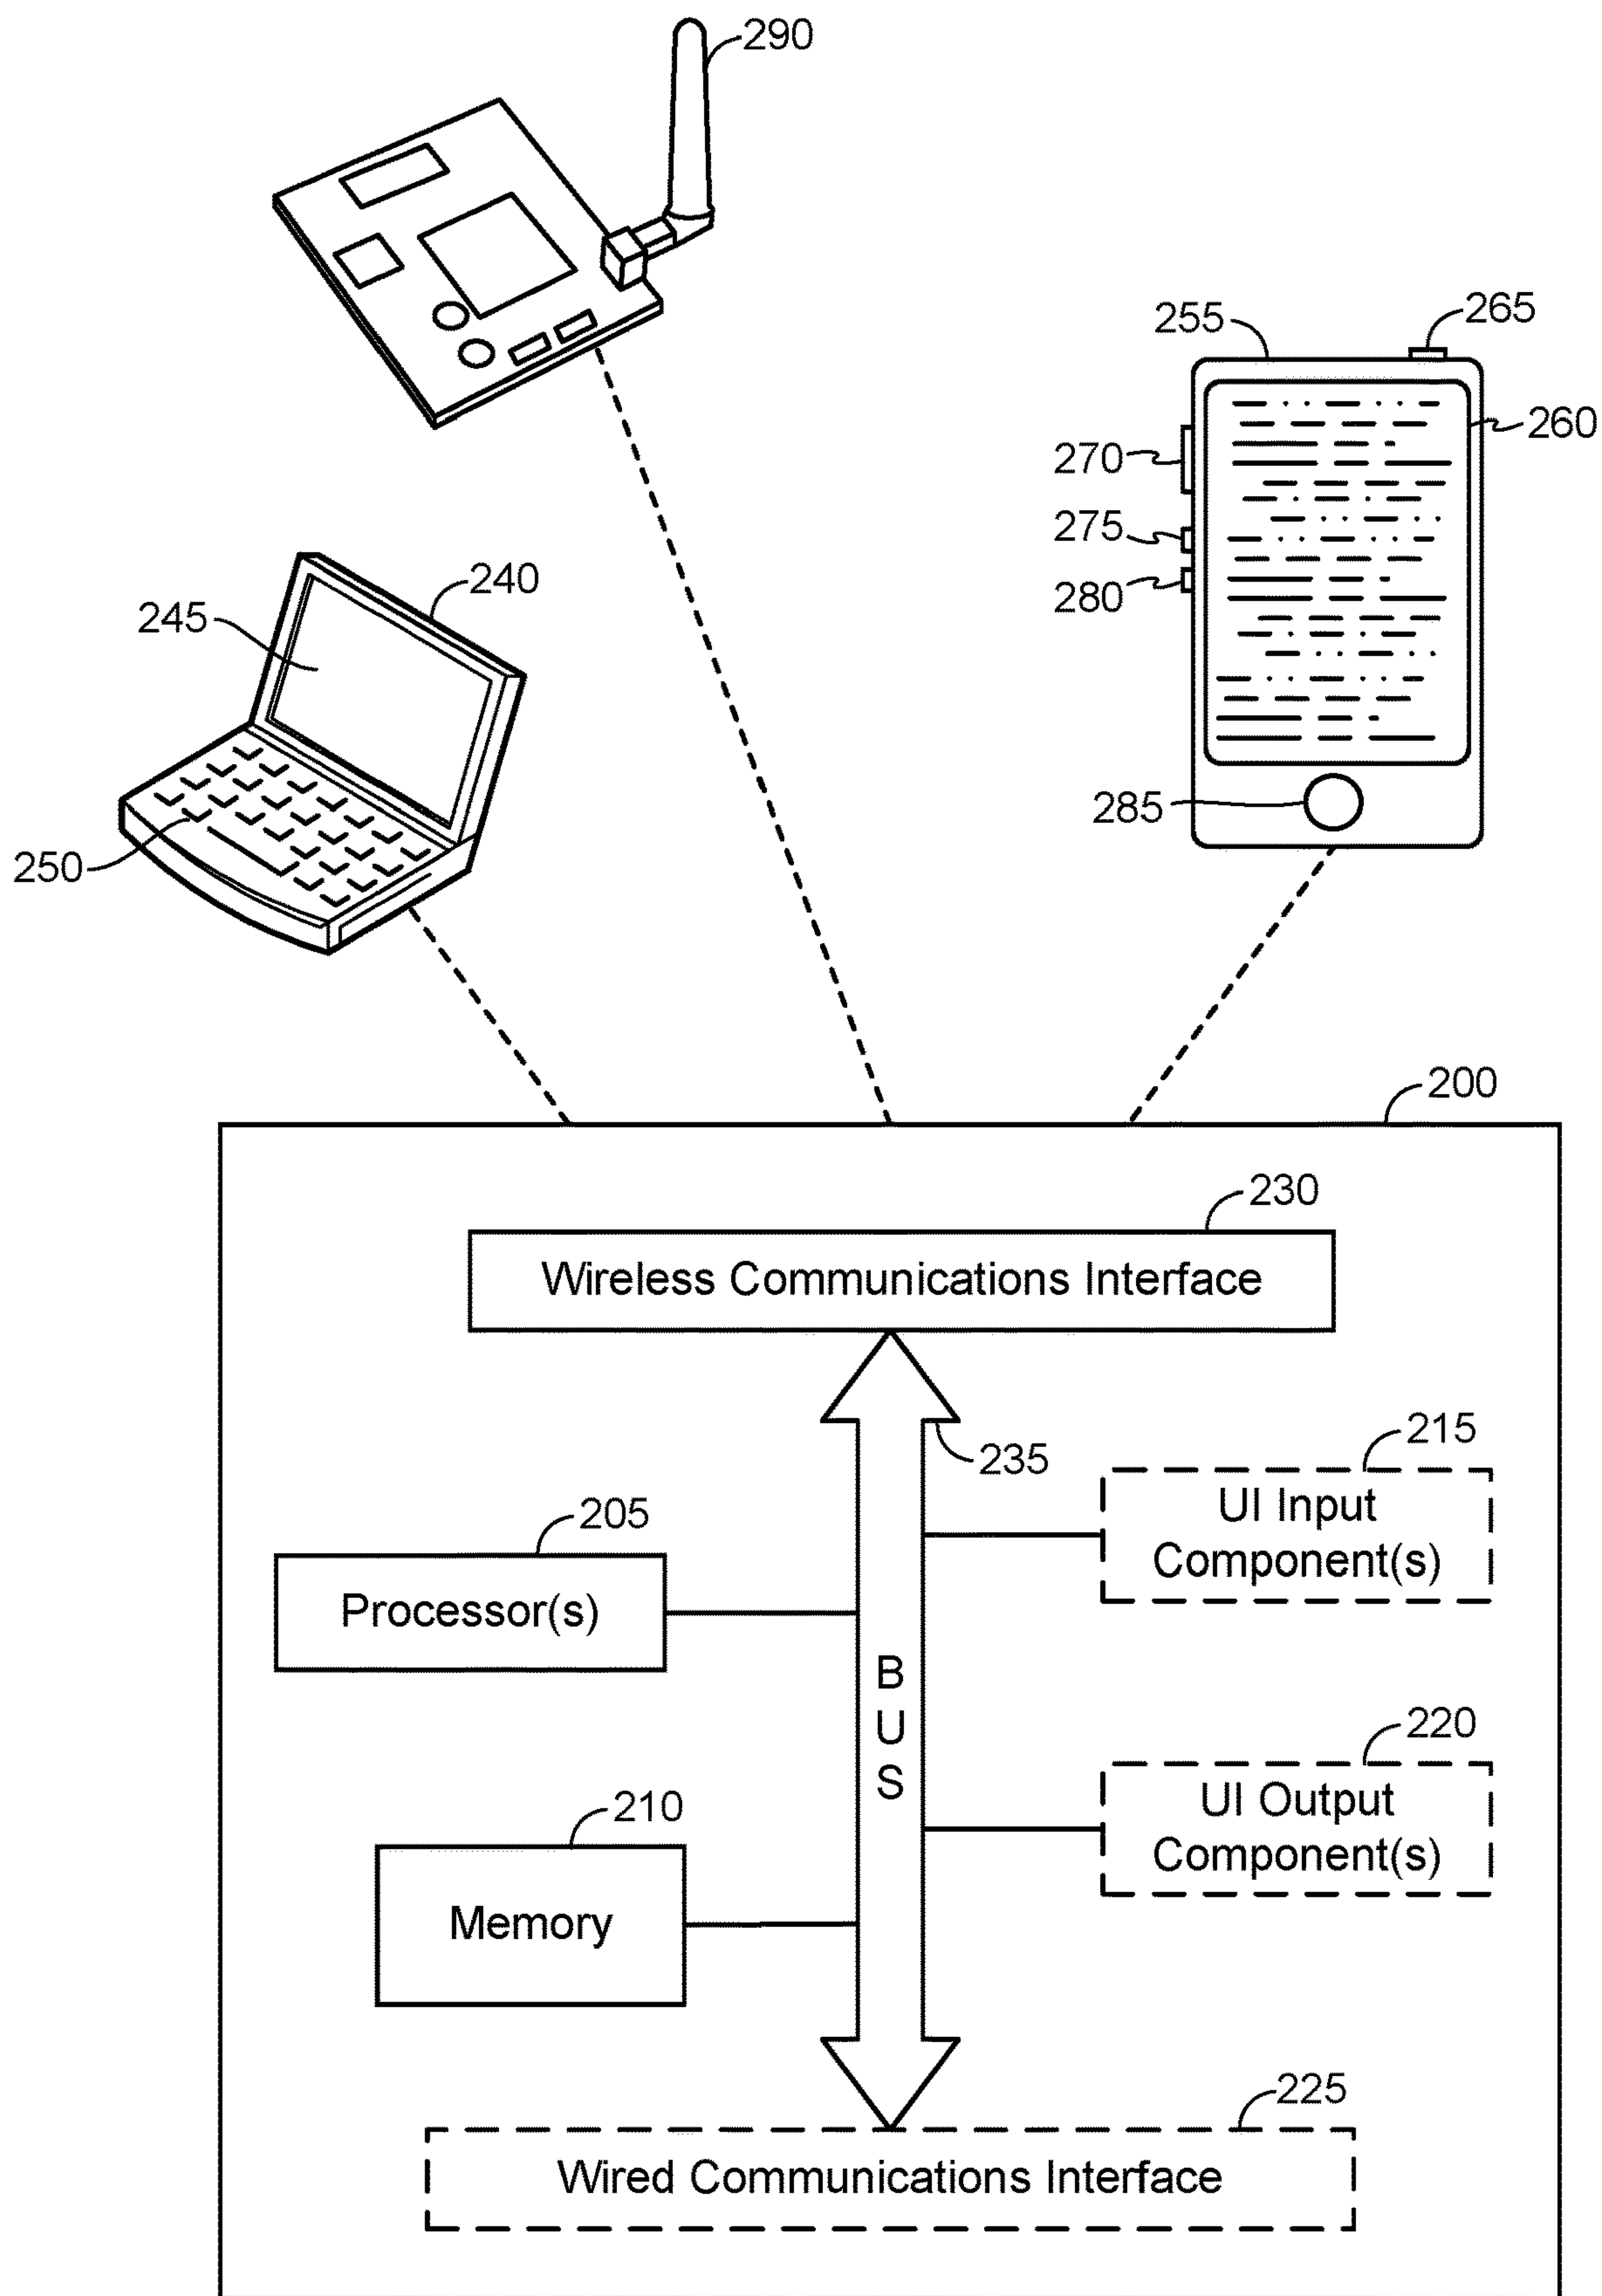 290
255
265
260
270
275
280
240
245
285
250
200
230
Wireless Communications Interface
235
215
UI Input
Component(s)
205
Processor(s)
B
U
S
220
UI Output
Component(s)
210
Memory
225
Wired Communications Interface